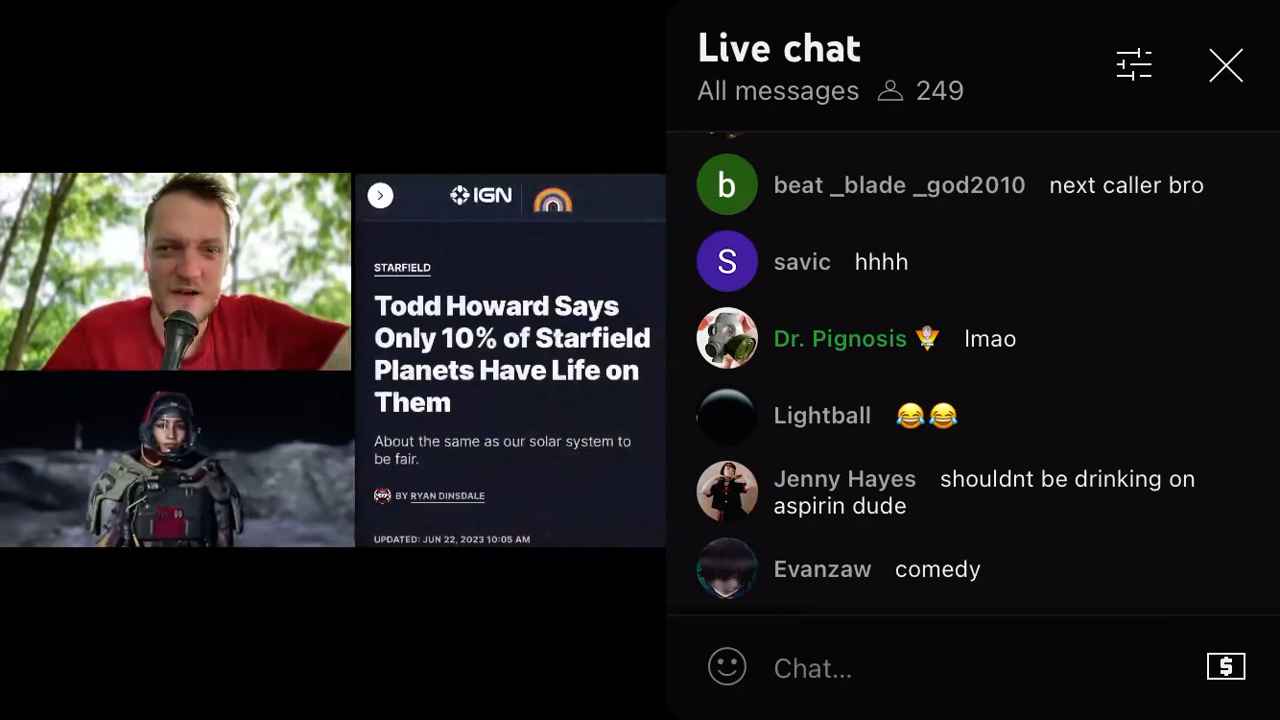 Live chat
All messages 249
b beat _blade _god2010 next caller bro
S savic hhhh
Dr. Pignosis lmao
Lightball 😂😂
Jenny Hayes shouldnt be drinking on
aspirin dude
Evanzaw comedy
Chat...
$
IGN
STARFIELD
Todd Howard Says
Only 10% of Starfield
Planets Have Life on
Them
About the same as our solar system to
be fair.
BY RYAN DINSDALE
UPDATED: JUN 22, 2023 10:05 AM